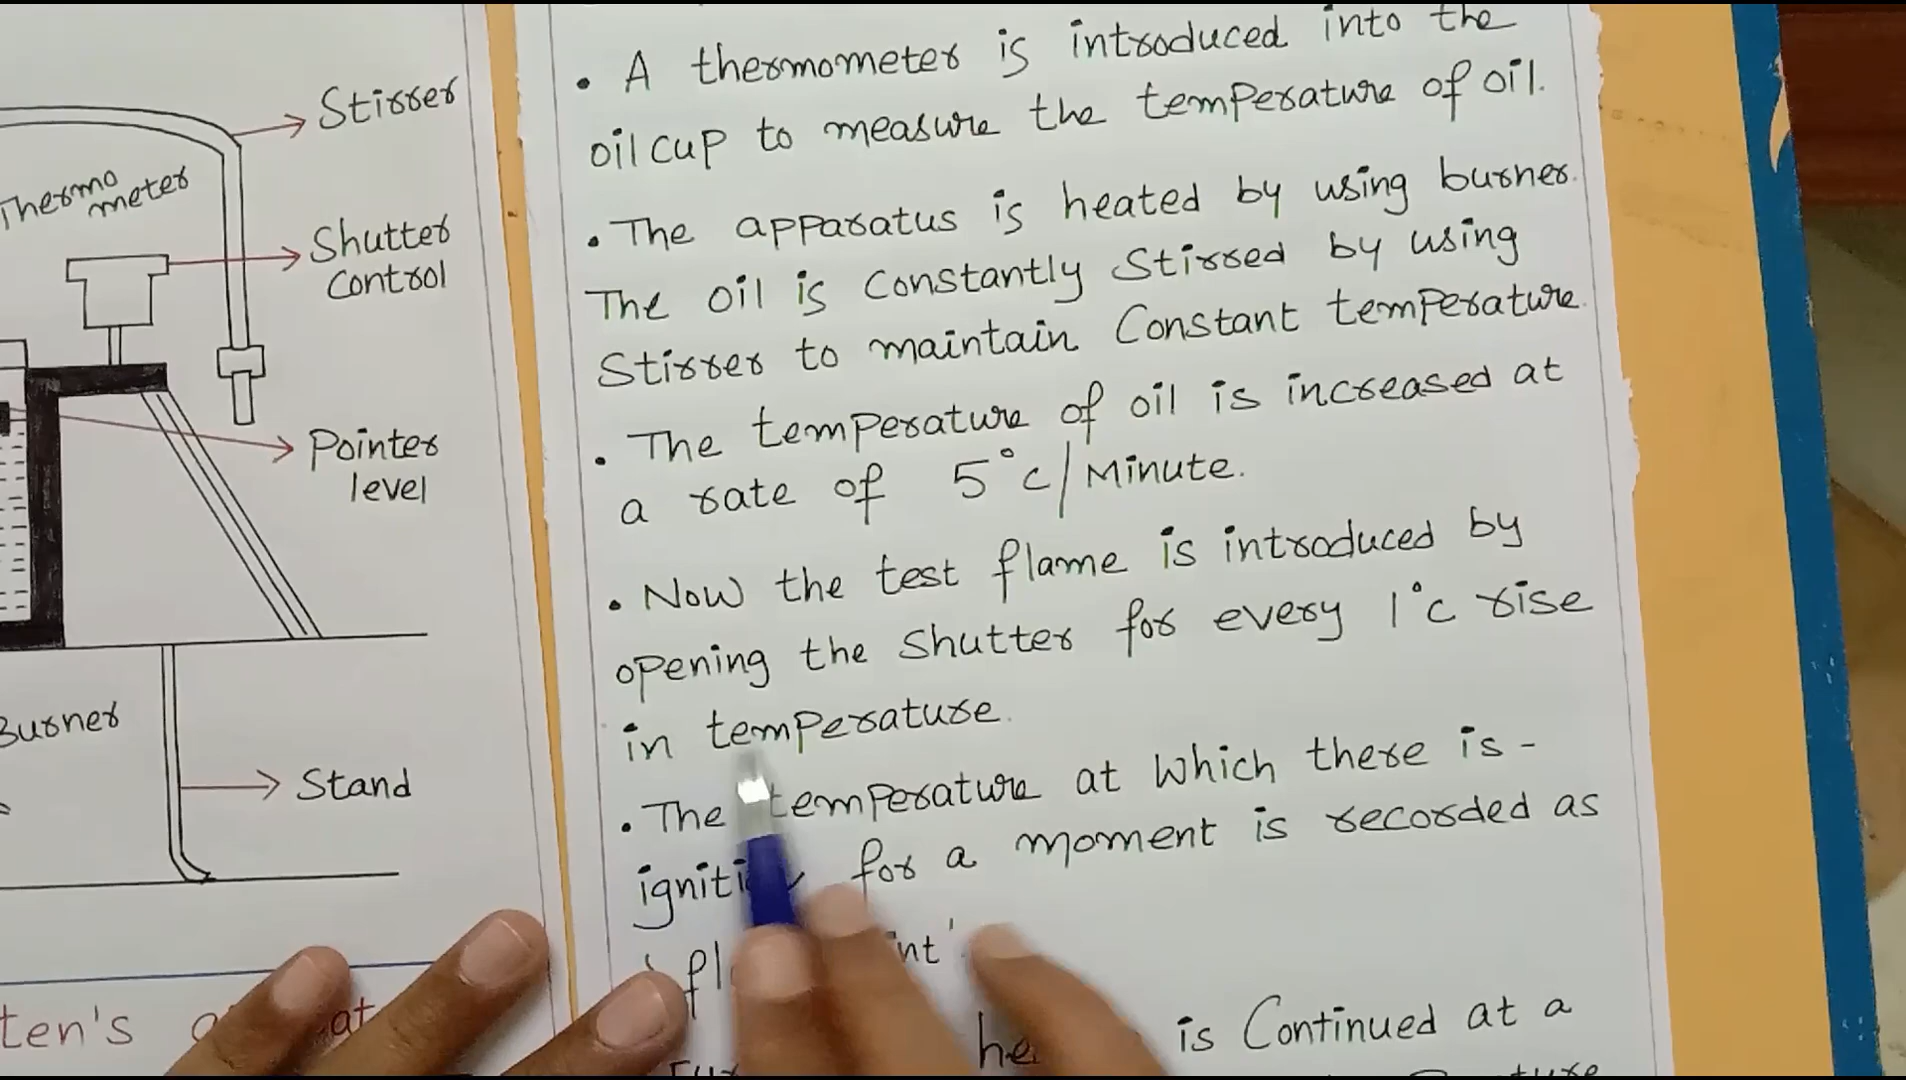 Stirrer
Thermo
meter
Shutter
Control
Pointer
level
Burner
Stand
ten's
• A thermometer is introduced into the
oil cup to measure the temperature of oil.
• The apparatus is heated by using burner.
The oil is constantly stirred by using
Stirrer to maintain Constant temperature.
• The temperature of oil is increased at
a rate of 5°c/Minute.
• Now the test flame is introduced by
opening the Shutter for every 1°c rise
in temperature.
• The temperature at which there is -
for a moment is recorded as
is Continued at a